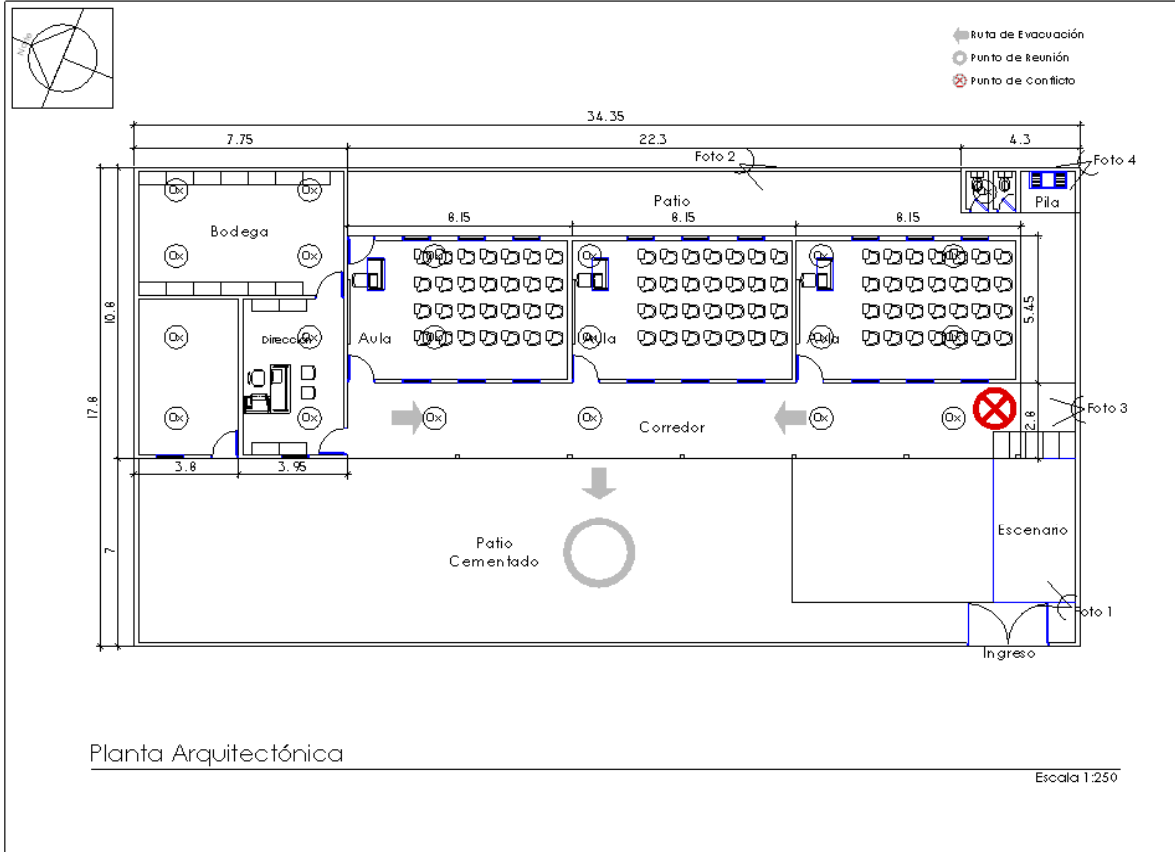 Norte
Ruta de Evacuación
Punto de Reunión
Punto de Conflicto
34.35
7.75
22.3
4.3
Foto 2
Foto 4
Patio
Pila
8.15
8.15
8.15
Bodega
10.8
17.8
5.45
Dirección
Aula
Aula
Aula
Corredor
2.8
Foto 3
3.8
3.95
7
Patio
Cementado
Escenario
Foto 1
Ingreso
Planta Arquitectónica
Escala 1:250